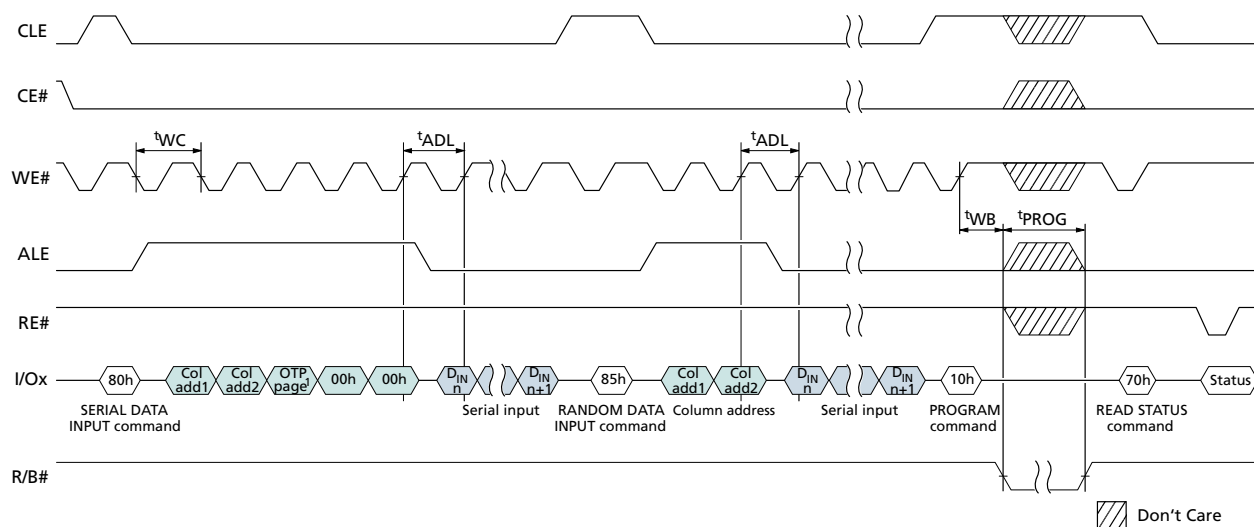 CLE
CE#
tWC
tADL
tADL
WE#
tWB
tPROG
ALE
RE#
I/Ox
80h
Col add1
Col add2
OTP page1
00h
00h
DIN n
DIN n+1
85h
Col add1
Col add2
DIN n
DIN n+1
10h
70h
Status
SERIAL DATA INPUT command
Serial input
RANDOM DATA INPUT command
Column address
Serial input
PROGRAM command
READ STATUS command
R/B#
Don't Care